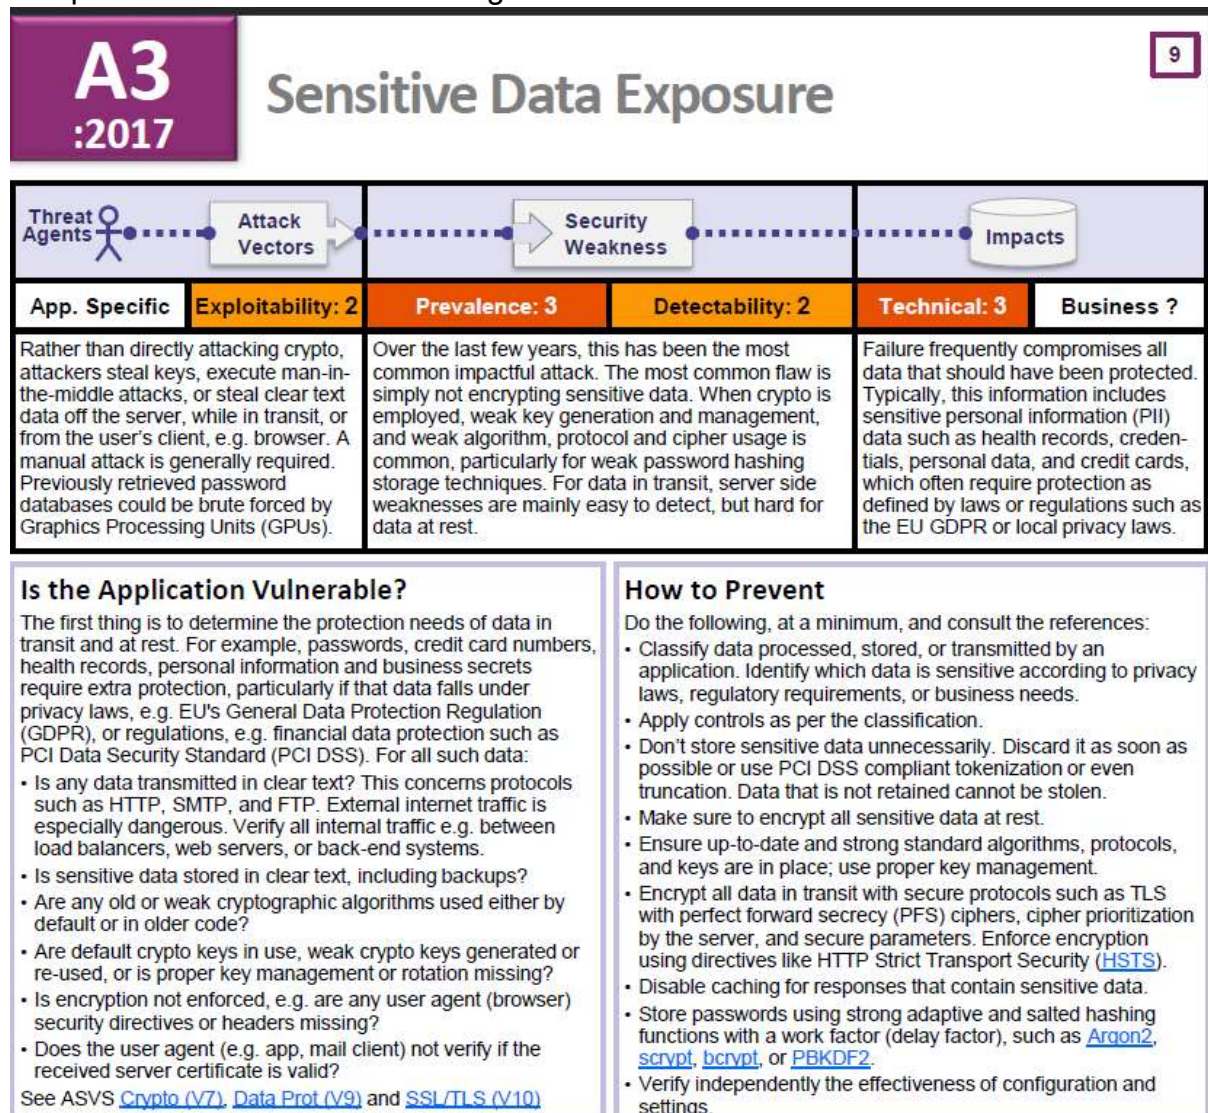 A3
:2017
Sensitive Data Exposure
9
Threat
Agents
Attack
Vectors
Security
Weakness
Impacts
App. Specific
Exploitability: 2
Prevalence: 3
Detectability: 2
Technical: 3
Business ?
Rather than directly attacking crypto,
attackers steal keys, execute man-in-
the-middle attacks, or steal clear text
data off the server, while in transit, or
from the user's client, e.g. browser. A
manual attack is generally required.
Previously retrieved password
databases could be brute forced by
Graphics Processing Units (GPUs).
Over the last few years, this has been the most
common impactful attack. The most common flaw is
simply not encrypting sensitive data. When crypto is
employed, weak key generation and management,
and weak algorithm, protocol and cipher usage is
common, particularly for weak password hashing
storage techniques. For data in transit, server side
weaknesses are mainly easy to detect, but hard for
data at rest.
Failure frequently compromises all
data that should have been protected.
Typically, this information includes
sensitive personal information (PII)
data such as health records, creden-
tials, personal data, and credit cards,
which often require protection as
defined by laws or regulations such as
the EU GDPR or local privacy laws.
Is the Application Vulnerable?
The first thing is to determine the protection needs of data in
transit and at rest. For example, passwords, credit card numbers,
health records, personal information and business secrets
require extra protection, particularly if that data falls under
privacy laws, e.g. EU's General Data Protection Regulation
(GDPR), or regulations, e.g. financial data protection such as
PCI Data Security Standard (PCI DSS). For all such data:
• Is any data transmitted in clear text? This concerns protocols
such as HTTP, SMTP, and FTP. External internet traffic is
especially dangerous. Verify all internal traffic e.g. between
load balancers, web servers, or back-end systems.
• Is sensitive data stored in clear text, including backups?
• Are any old or weak cryptographic algorithms used either by
default or in older code?
• Are default crypto keys in use, weak crypto keys generated or
re-used, or is proper key management or rotation missing?
• Is encryption not enforced, e.g. are any user agent (browser)
security directives or headers missing?
• Does the user agent (e.g. app, mail client) not verify if the
received server certificate is valid?
See ASVS Crypto (V7), Data Prot (V9) and SSL/TLS (V10)
How to Prevent
Do the following, at a minimum, and consult the references:
• Classify data processed, stored, or transmitted by an
application. Identify which data is sensitive according to privacy
laws, regulatory requirements, or business needs.
• Apply controls as per the classification.
• Don't store sensitive data unnecessarily. Discard it as soon as
possible or use PCI DSS compliant tokenization or even
truncation. Data that is not retained cannot be stolen.
• Make sure to encrypt all sensitive data at rest.
• Ensure up-to-date and strong standard algorithms, protocols,
and keys are in place; use proper key management.
• Encrypt all data in transit with secure protocols such as TLS
with perfect forward secrecy (PFS) ciphers, cipher prioritization
by the server, and secure parameters. Enforce encryption
using directives like HTTP Strict Transport Security (HSTS).
• Disable caching for responses that contain sensitive data.
• Store passwords using strong adaptive and salted hashing
functions with a work factor (delay factor), such as Argon2,
scrypt, bcrypt, or PBKDF2.
• Verify independently the effectiveness of configuration and
settings.